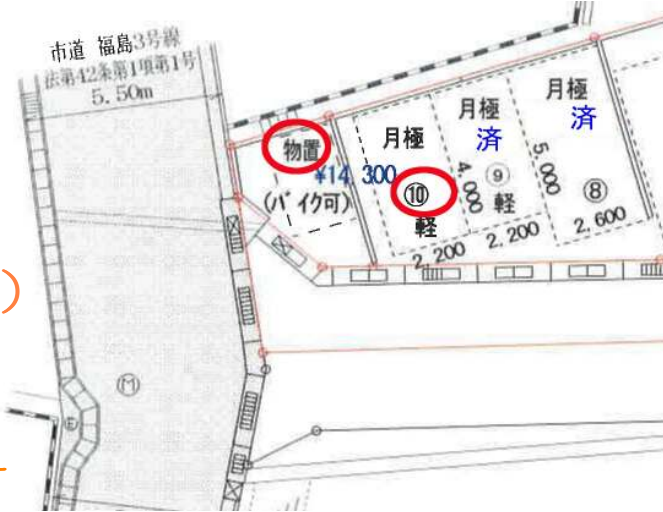 市道 福島3号線
法第42条第1項第1号
5.50m
物置
¥14,300
(バイク可)
月極
⑩
軽
2,200
月極
済
⑨
軽
4,000
2,200
月極
済
⑧
5,000
2,600
M
E
)